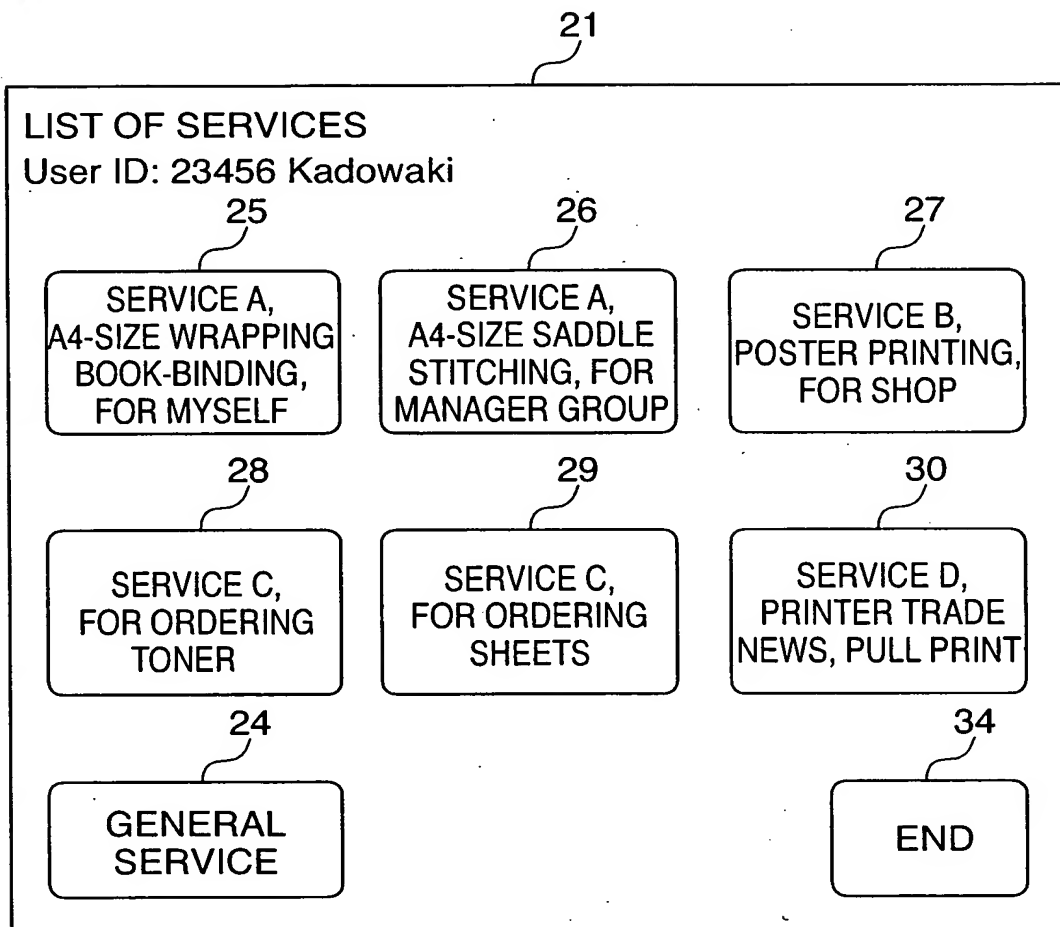 21
LIST OF SERVICES
User ID: 23456 Kadowaki
25
SERVICE A,
A4-SIZE WRAPPING
BOOK-BINDING,
FOR MYSELF
26
SERVICE A,
A4-SIZE SADDLE
STITCHING, FOR
MANAGER GROUP
27
SERVICE B,
POSTER PRINTING,
FOR SHOP
28
SERVICE C,
FOR ORDERING
TONER
29
SERVICE C,
FOR ORDERING
SHEETS
30
SERVICE D,
PRINTER TRADE
NEWS, PULL PRINT
24
GENERAL
SERVICE
34
END